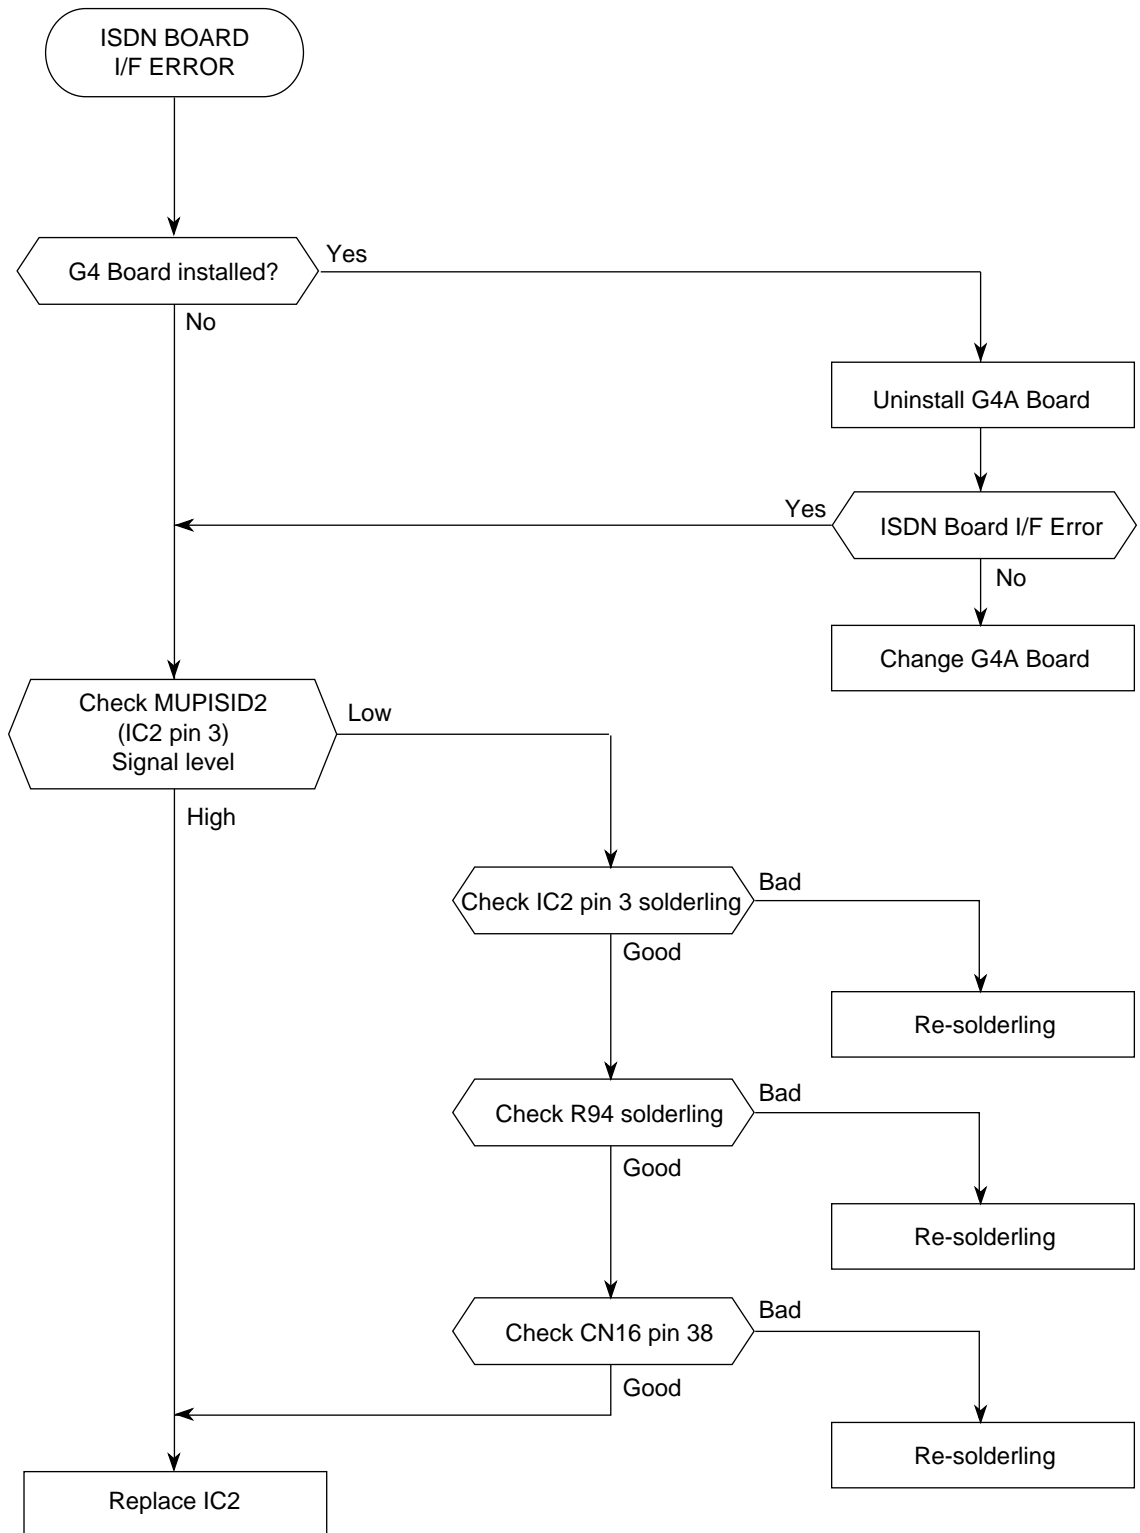 ISDN BOARD
I/F ERROR
G4 Board installed?
Yes
No
Uninstall G4A Board
Yes
ISDN Board I/F Error
No
Change G4A Board
Check MUPISID2
(IC2 pin 3)
Signal level
Low
High
Check IC2 pin 3 solderling
Bad
Good
Re-solderling
Check R94 solderling
Bad
Good
Re-solderling
Check CN16 pin 38
Bad
Good
Re-solderling
Replace IC2